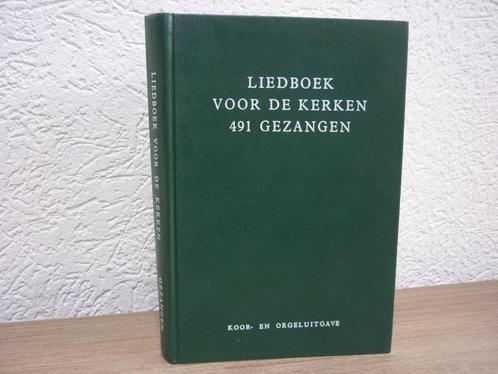 LIEDBOEK VOOR DE KERKEN GEZANGEN
LIEDBOEK
VOOR DE KERKEN
491 GEZANGEN
KOOR- EN ORGELUITGAVE